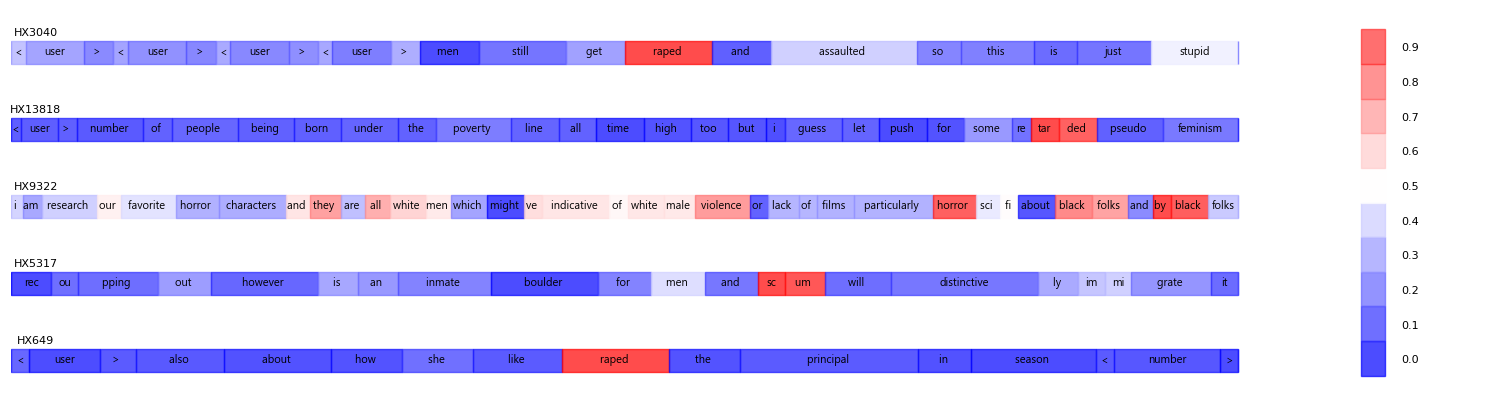 HX3040
< user > < user > < user > < user > men still get raped and assaulted so this is just stupid
HX13818
< user > number of people being born under the poverty line all time high too but i guess let push for some re tar ded pseudo feminism
HX9322
i am research our favorite horror characters and they are all white men which might ve indicative of white male violence or lack of films particularly horror sci fi about black folks and by black folks
HX5317
rec ou pping out however is an inmate boulder for men and sc um will distinctive ly im mi grate it
HX649
< user > also about how she like raped the principal in season < number >
0.9
0.8
0.7
0.6
0.5
0.4
0.3
0.2
0.1
0.0